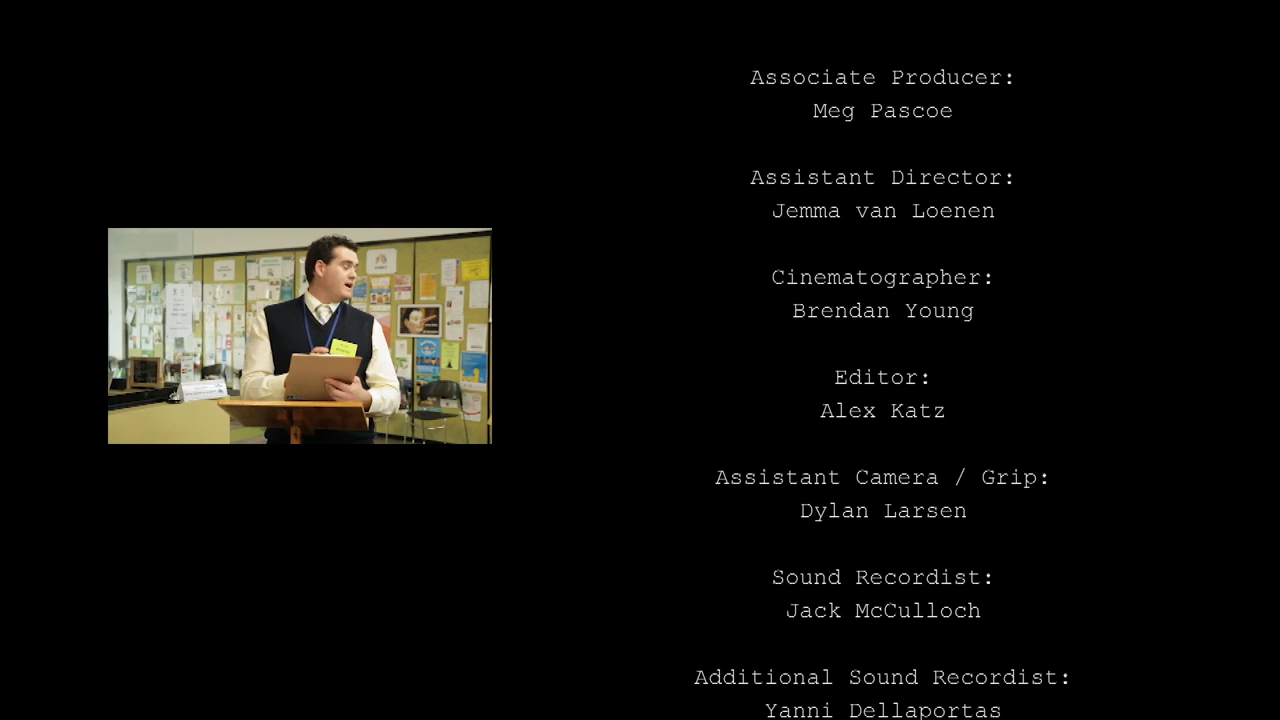 Associate Producer:
Meg Pascoe
Assistant Director:
Jemma van Loenen
Cinematographer:
Brendan Young
Editor:
Alex Katz
Assistant Camera / Grip:
Dylan Larsen
Sound Recordist:
Jack McCulloch
Additional Sound Recordist:
Yanni Dellaportas